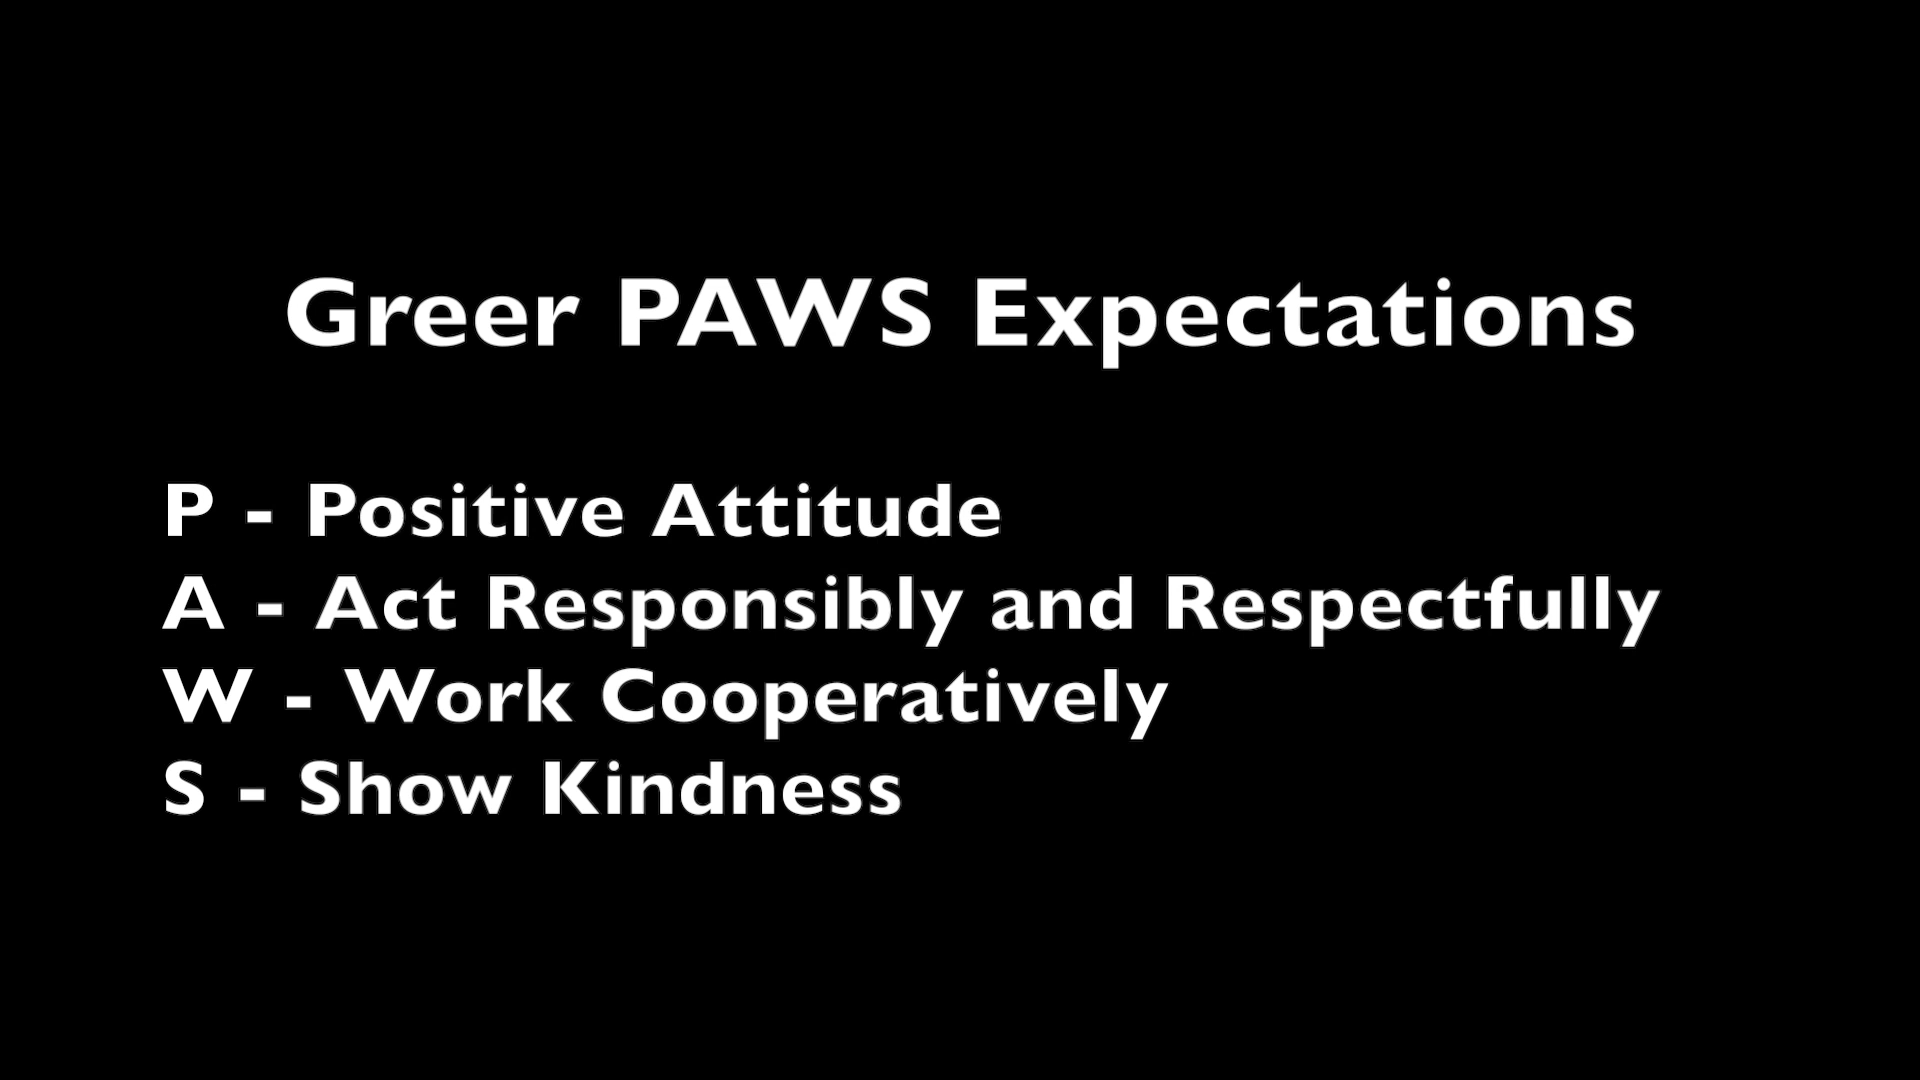 Greer PAWS Expectations
P - Positive Attitude
A - Act Responsibly and Respectfully
W - Work Cooperatively
S - Show Kindness